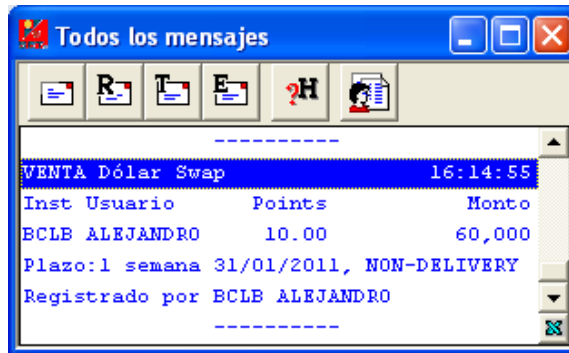 Todos los mensajes
R T E ?H
----------
VENTA Dólar Swap 16:14:55
Inst Usuario Points Monto
BCLB ALEJANDRO 10.00 60,000
Plazo:1 semana 31/01/2011, NON-DELIVERY
Registrado por BCLB ALEJANDRO
----------